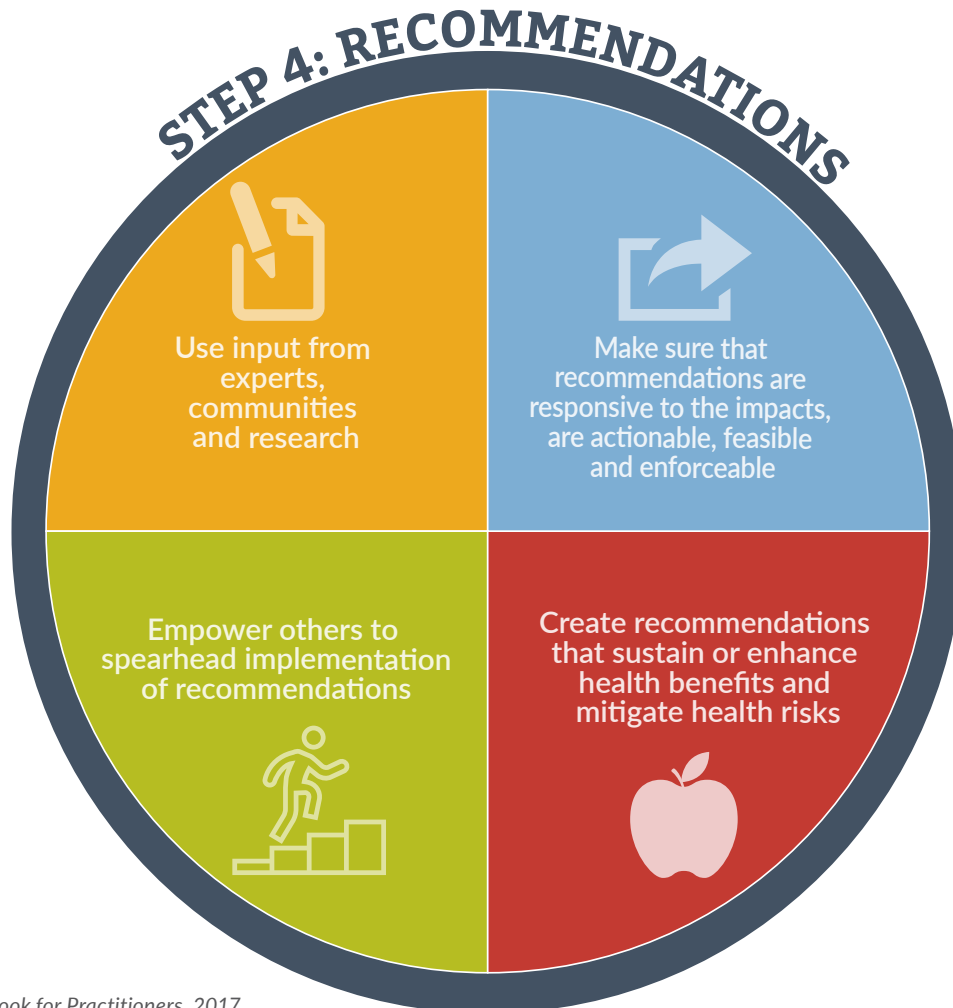 STEP 4: RECOMMENDATIONS
Use input from
experts,
communities
and research
Make sure that
recommendations are
responsive to the impacts,
are actionable, feasible
and enforceable
Empower others to
spearhead implementation
of recommendations
Create recommendations
that sustain or enhance
health benefits and
mitigate health risks
for Practitioners, 2017